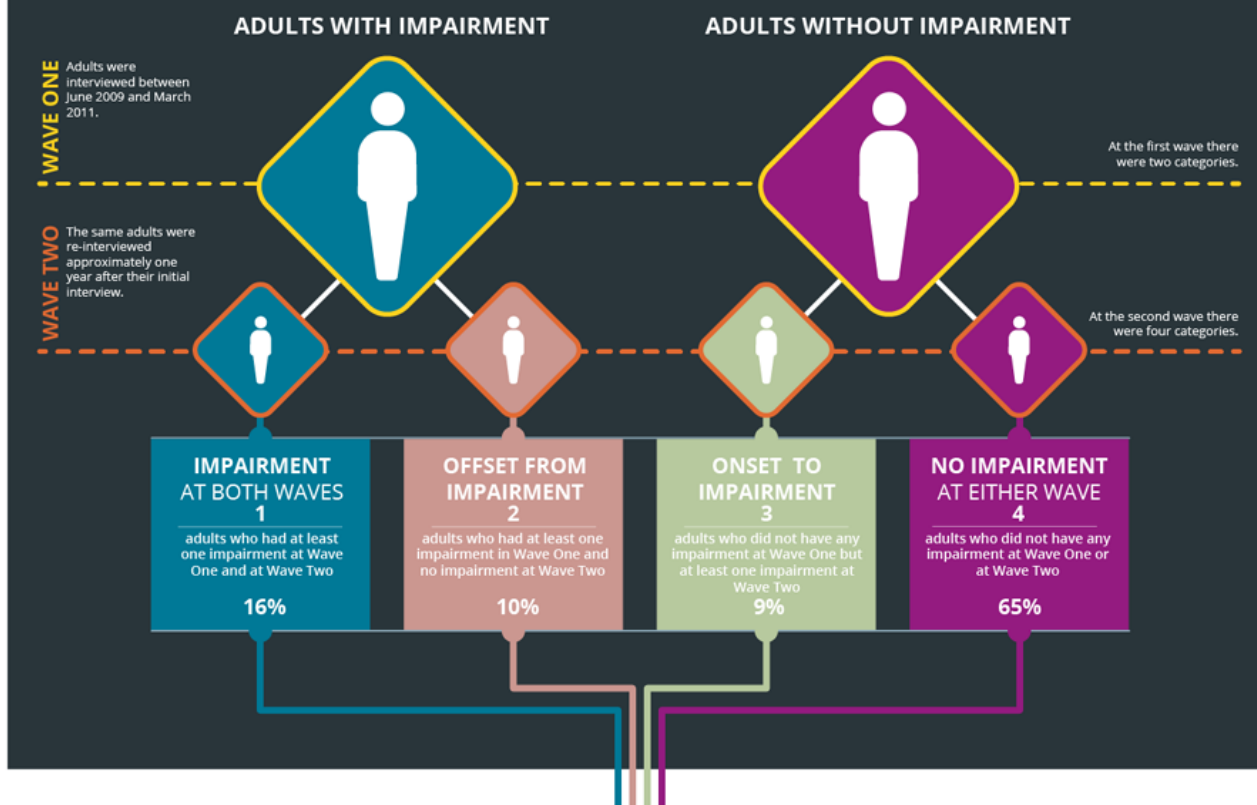 ADULTS WITH IMPAIRMENT
ADULTS WITHOUT IMPAIRMENT
WAVE ONE
Adults were
interviewed between
June 2009 and March
2011.
At the first wave there
were two categories.
WAVE TWO
The same adults were
re-interviewed
approximately one
year after their initial
interview.
At the second wave there
were four categories.
IMPAIRMENT
AT BOTH WAVES
1
adults who had at least
one impairment at Wave
One and at Wave Two
16%
OFFSET FROM
IMPAIRMENT
2
adults who had at least one
impairment in Wave One and
no impairment at Wave Two
10%
ONSET TO
IMPAIRMENT
3
adults who did not have any
impairment at Wave One but
at least one impairment at
Wave Two
9%
NO IMPAIRMENT
AT EITHER WAVE
4
adults who did not have any
impairment at Wave One or
at Wave Two
65%